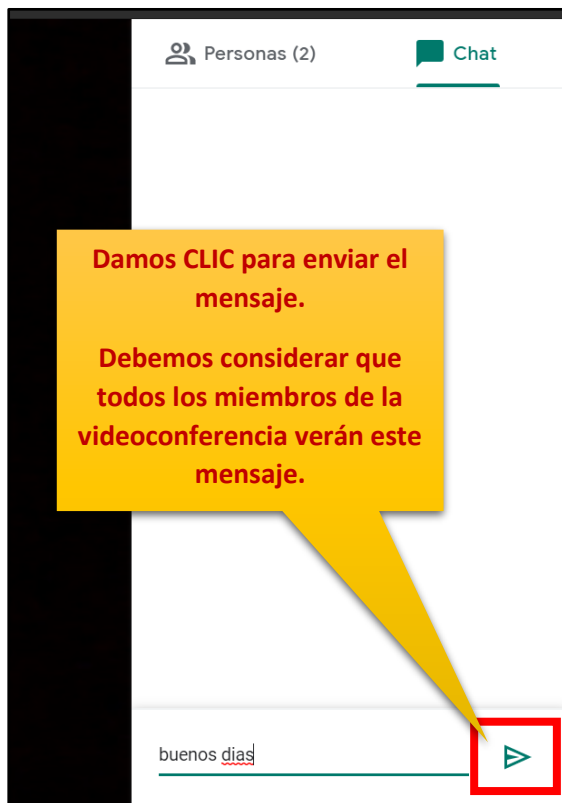 Personas (2)
Chat
Damos CLIC para enviar el
mensaje.
Debemos considerar que
todos los miembros de la
videoconferencia verán este
mensaje.
buenos dias